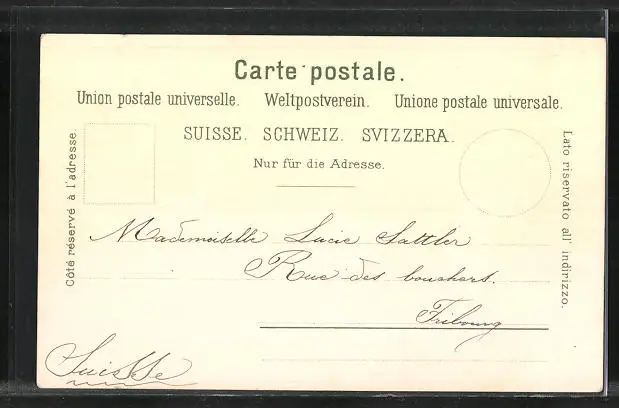 Carte postale.
Union postale universelle. Weltpostverein. Unione postale universale.
SUISSE. SCHWEIZ. SVIZZERA.
Nur für die Adresse.
Côté réservé à l'adresse.
Lato riservato all' indirizzo.
Mademoiselle Lucie Sattler
Rue des bouchers.
Fribourg
Suisse